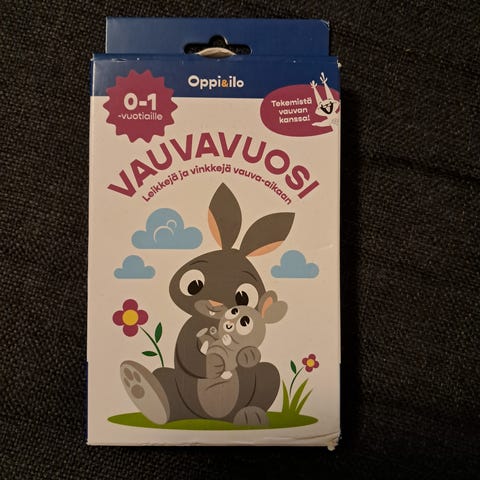 Oppi&ilo
0-1
-vuotiaille
Tekemistä
vauvan
kanssa!
VAUVAVUOSI
Leikkejä ja vinkkejä vauva-aikaan